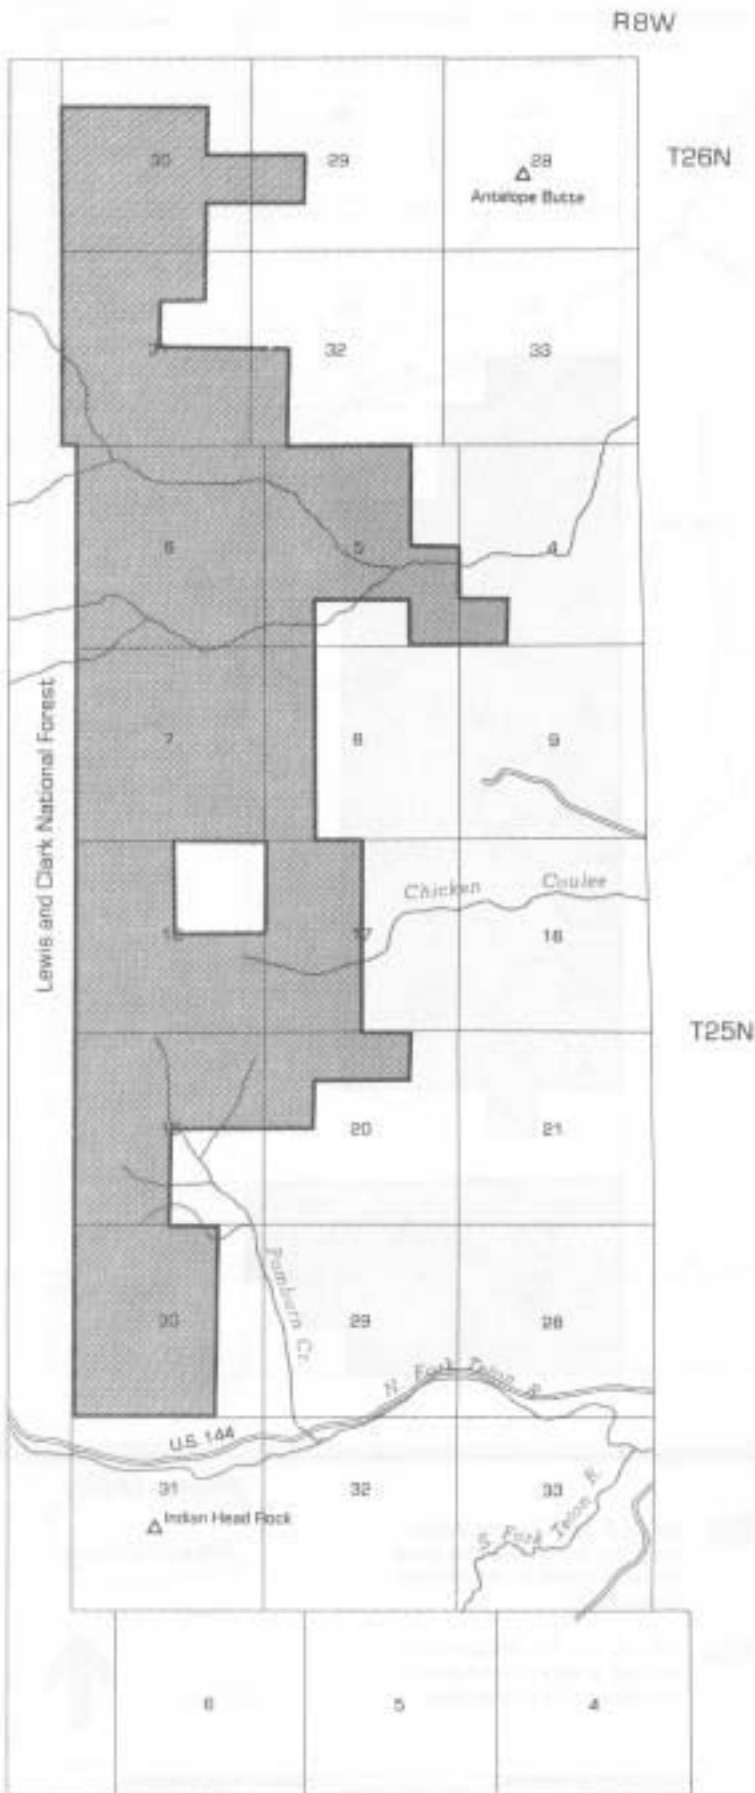 R8W
T26N
30
29
28
Antelope Butte
32
33
6
5
4
7
8
9
Lewis and Clark National Forest
Chicken Coulee
17
16
T25N
20
21
Pamburn Cr.
30
29
28
N Fork Teton R
U.S. 144
31
32
33
Indian Head Rock
S Fork Teton R
6
5
4